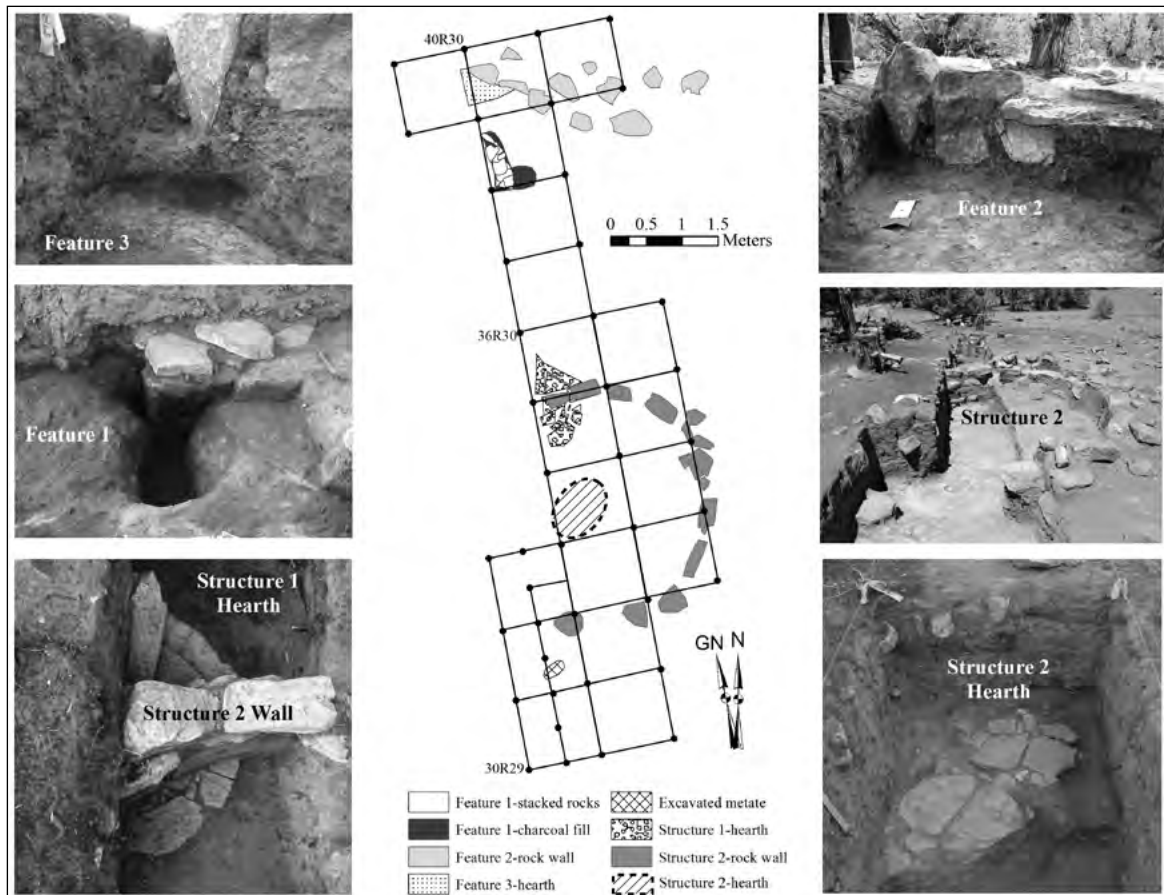 Feature 3
Feature 1
Structure 1
Hearth
Structure 2 Wall
40R30
0 0.5 1 1.5
Meters
36R30
GN N
30R29
Feature 1-stacked rocks
Feature 1-charcoal fill
Feature 2-rock wall
Feature 3-hearth
Excavated metate
Structure 1-hearth
Structure 2-rock wall
Structure 2-hearth
Feature 2
Structure 2
Structure 2
Hearth